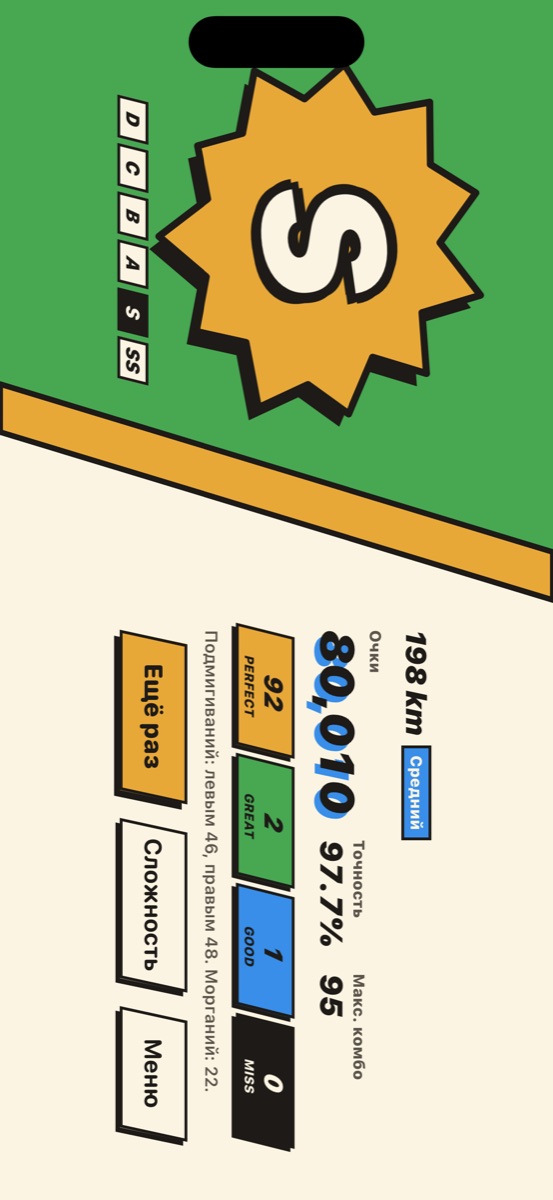 S
D C B A S SS
198 km Средний
Очки
80,010
Точность
97.7%
Макс. комбо
95
92
PERFECT
2
GREAT
1
GOOD
0
MISS
Подмигиваний: левым 46, правым 48. Морганий: 22.
Ещё раз
Сложность
Меню